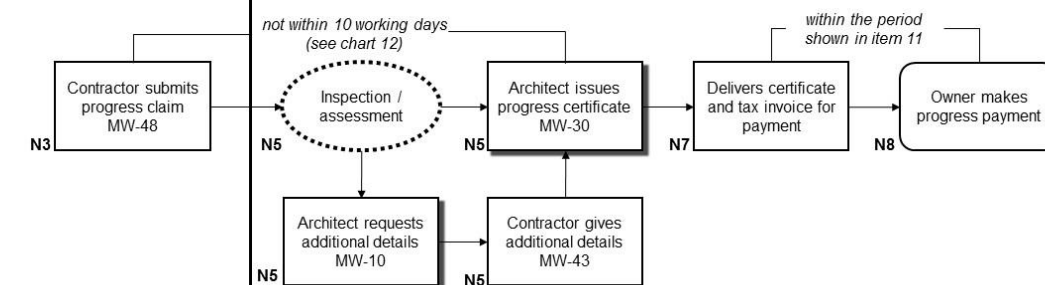 not within 10 working days
(see chart 12)
within the period
shown in item 11
Contractor submits
progress claim
MW-48
N3
Inspection /
assessment
N5
Architect issues
progress certificate
MW-30
N5
Delivers certificate
and tax invoice for
payment
N7
Owner makes
progress payment
N8
Architect requests
additional details
MW-10
N5
Contractor gives
additional details
MW-43
N5